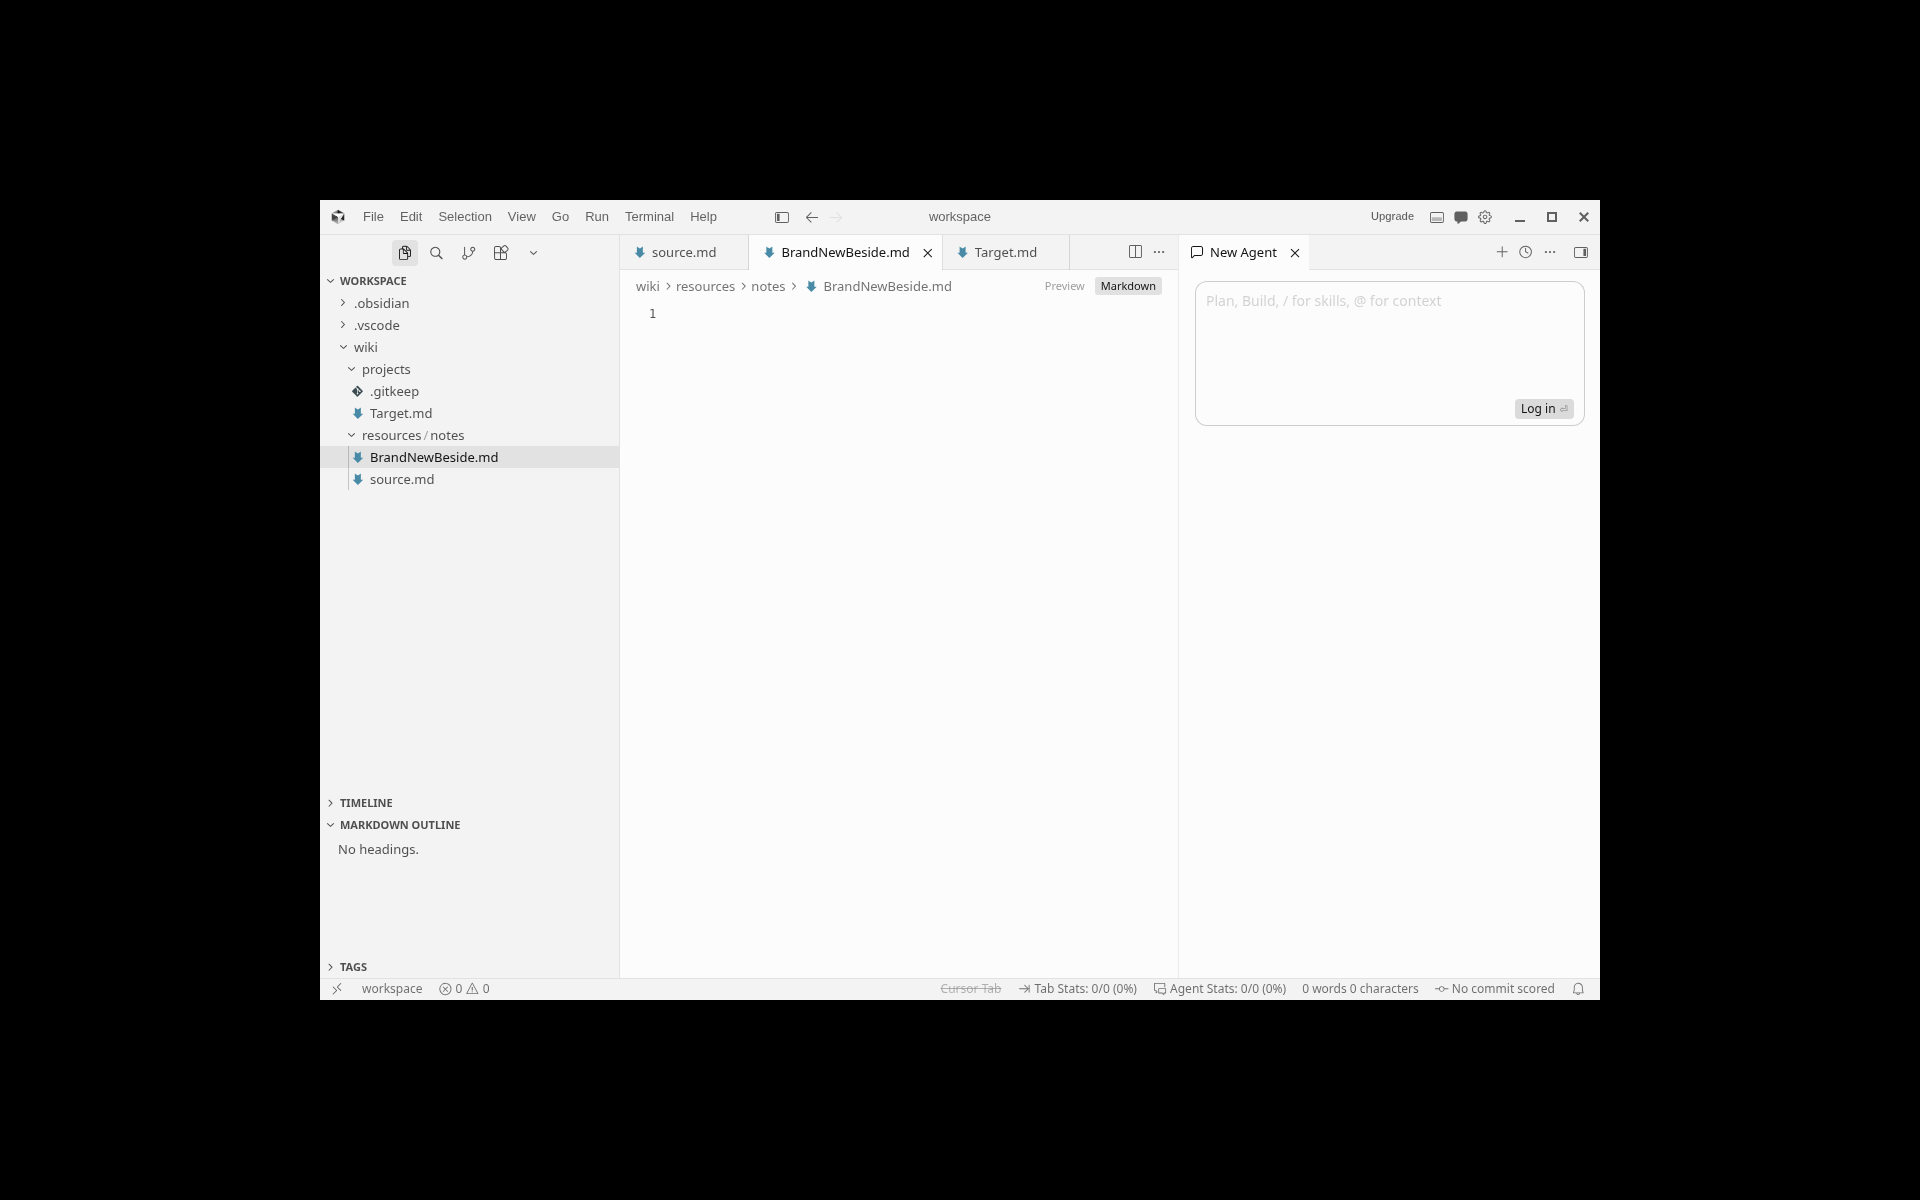 File Edit Selection View Go Run Terminal Help workspace Upgrade
source.md BrandNewBeside.md Target.md New Agent
WORKSPACE
.obsidian
.vscode
wiki
projects
.gitkeep
Target.md
resources / notes
BrandNewBeside.md
source.md
TIMELINE
MARKDOWN OUTLINE
No headings.
TAGS
wiki > resources > notes > BrandNewBeside.md Preview Markdown
1
Plan, Build, / for skills, @ for context
Log in ⏎
workspace 0 0 Cursor Tab Tab Stats: 0/0 (0%) Agent Stats: 0/0 (0%) 0 words 0 characters No commit scored